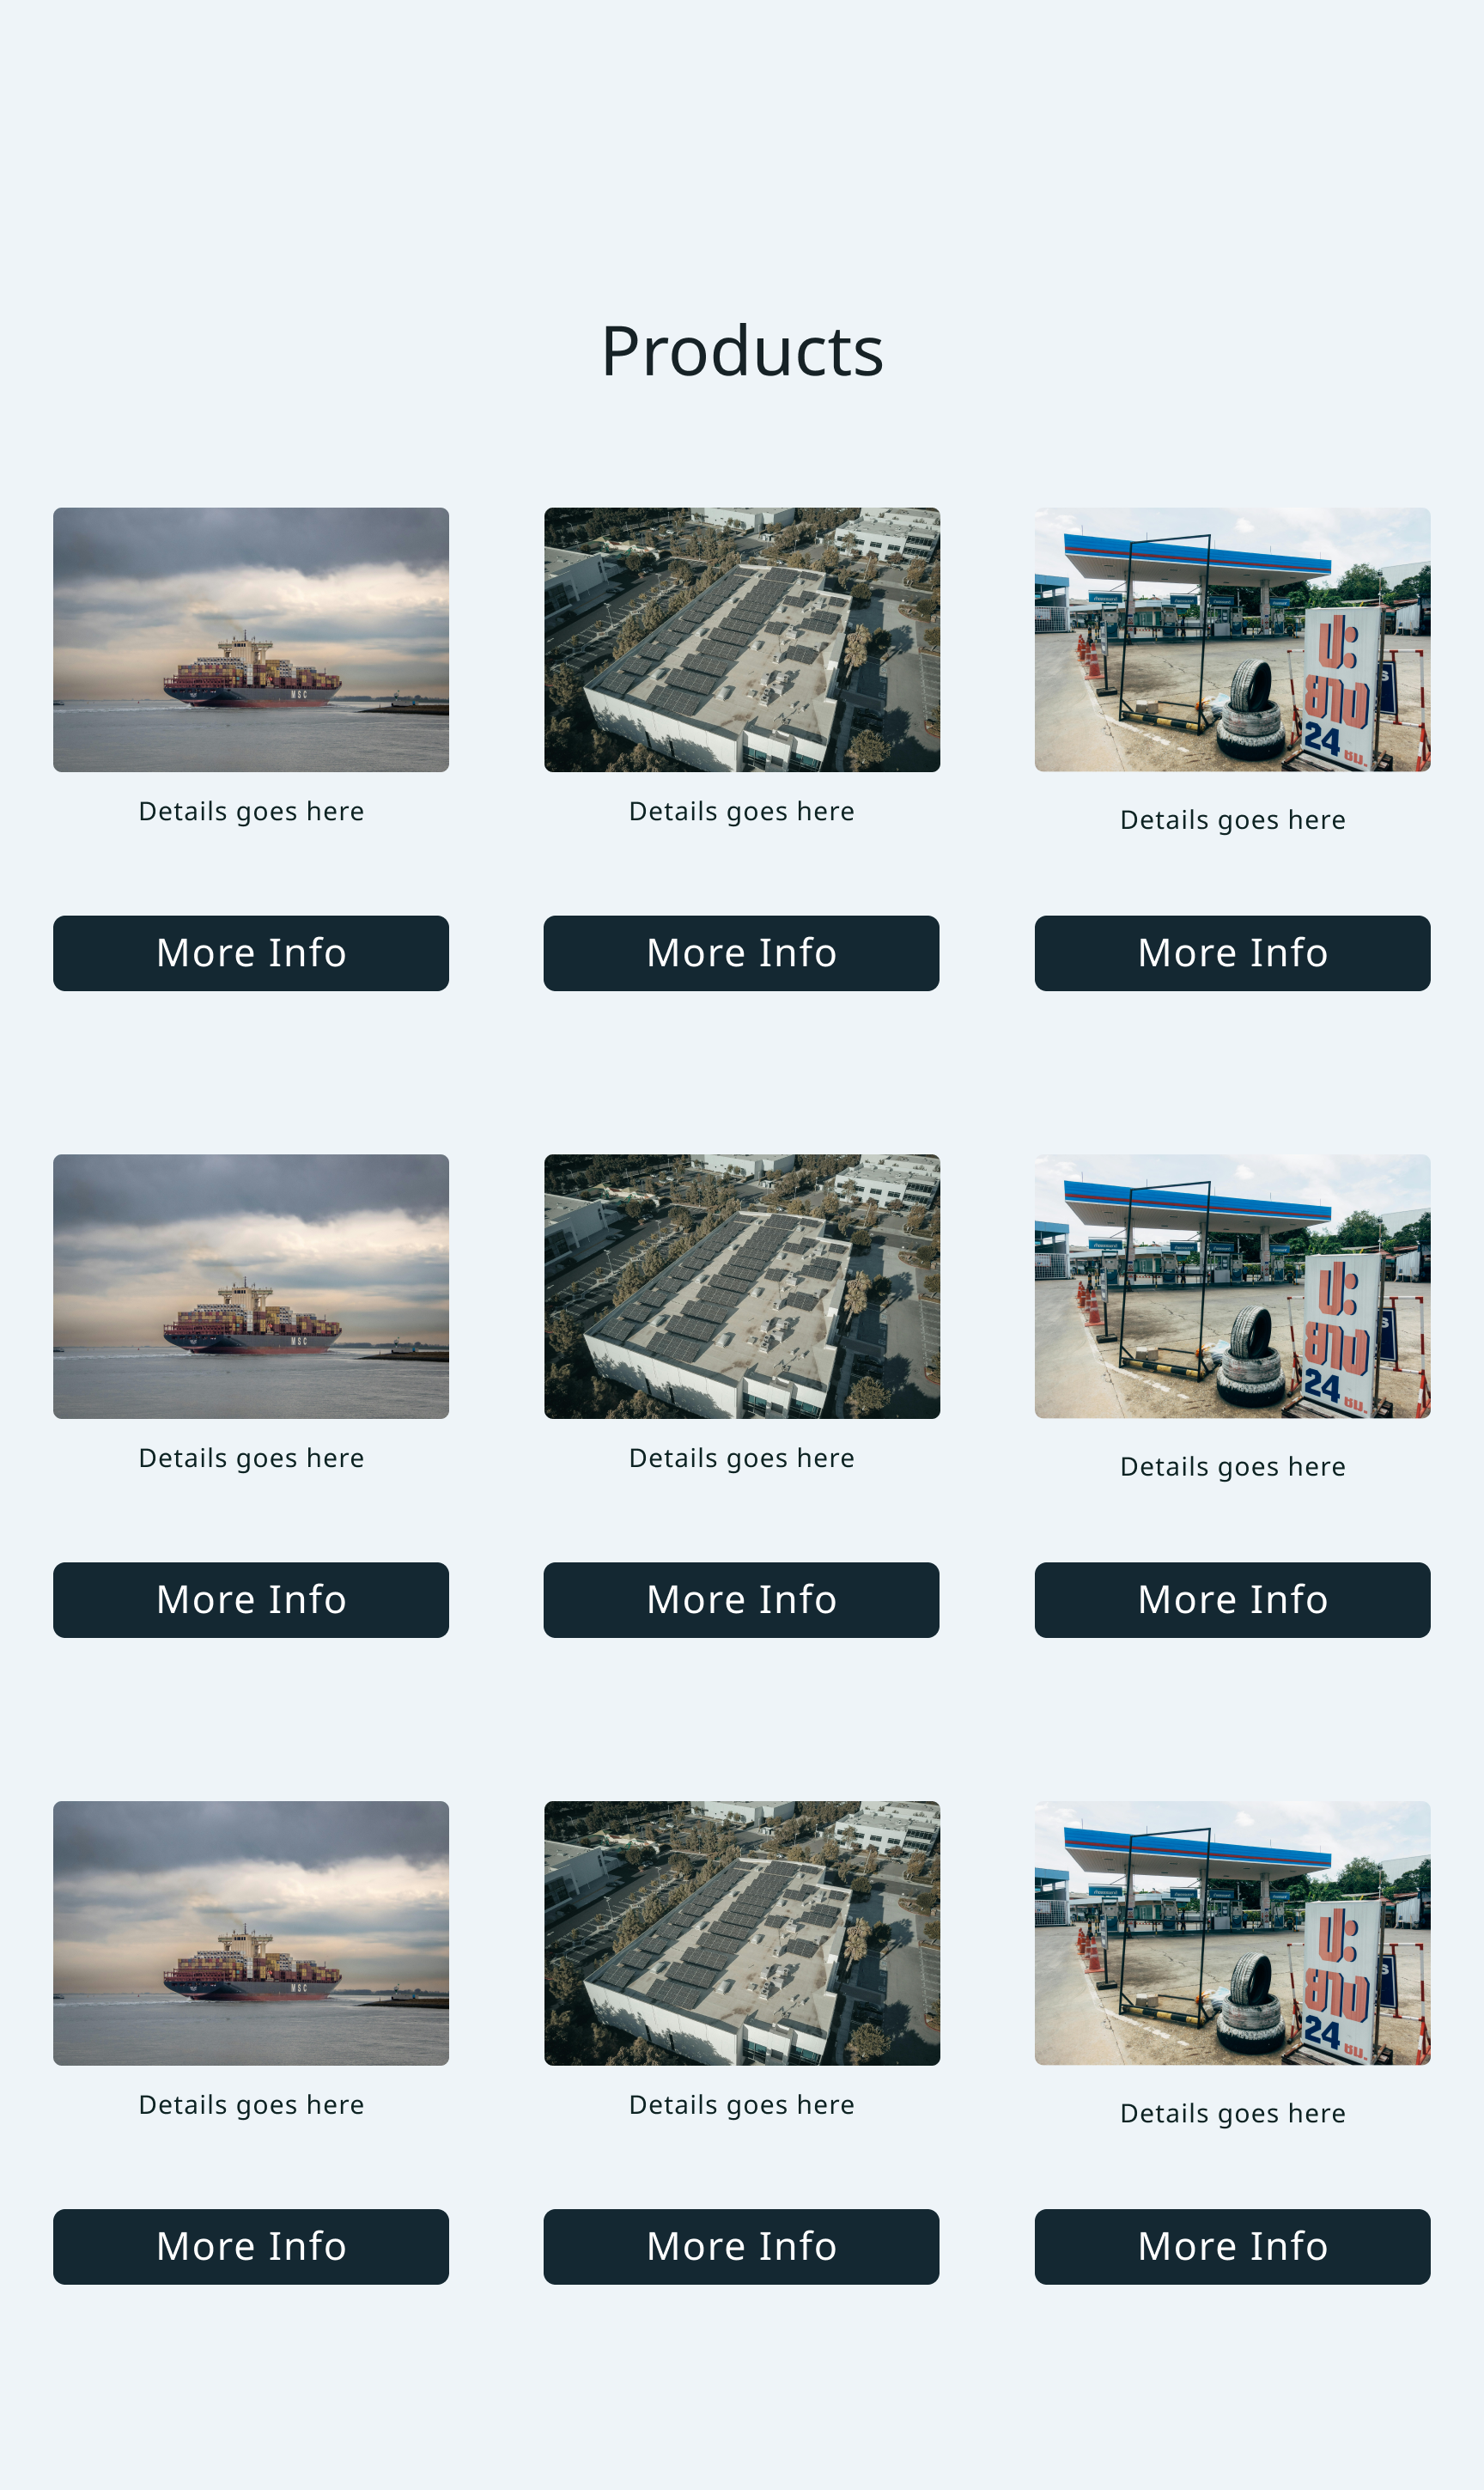 Products
MSC
ปะ
ยาง
24 ชม.
S
Details goes here
Details goes here
Details goes here
More Info
More Info
More Info
MSC
ปะ
ยาง
24 ชม.
S
Details goes here
Details goes here
Details goes here
More Info
More Info
More Info
MSC
ปะ
ยาง
24 ชม.
S
Details goes here
Details goes here
Details goes here
More Info
More Info
More Info